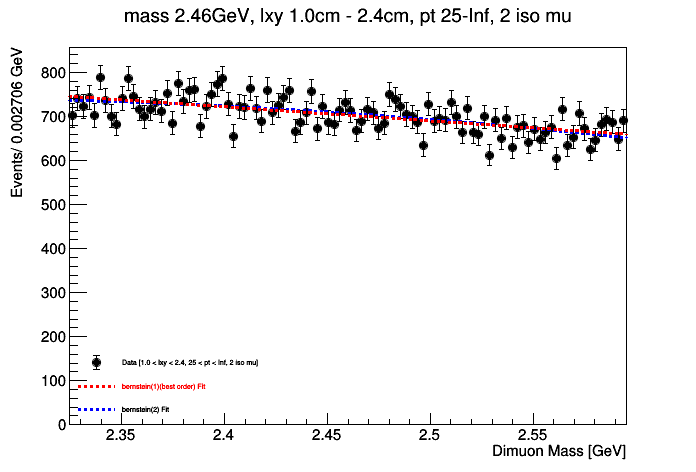 mass 2.46GeV, lxy 1.0cm - 2.4cm, pt 25-Inf, 2 iso mu
Events/ 0.002706 GeV
800
700
600
500
400
300
200
100
0
Data [1.0 < lxy < 2.4, 25 < pt < Inf, 2 iso mu]
bernstein(1)(best order) Fit
bernstein(2) Fit
2.35 2.4 2.45 2.5 2.55
Dimuon Mass [GeV]